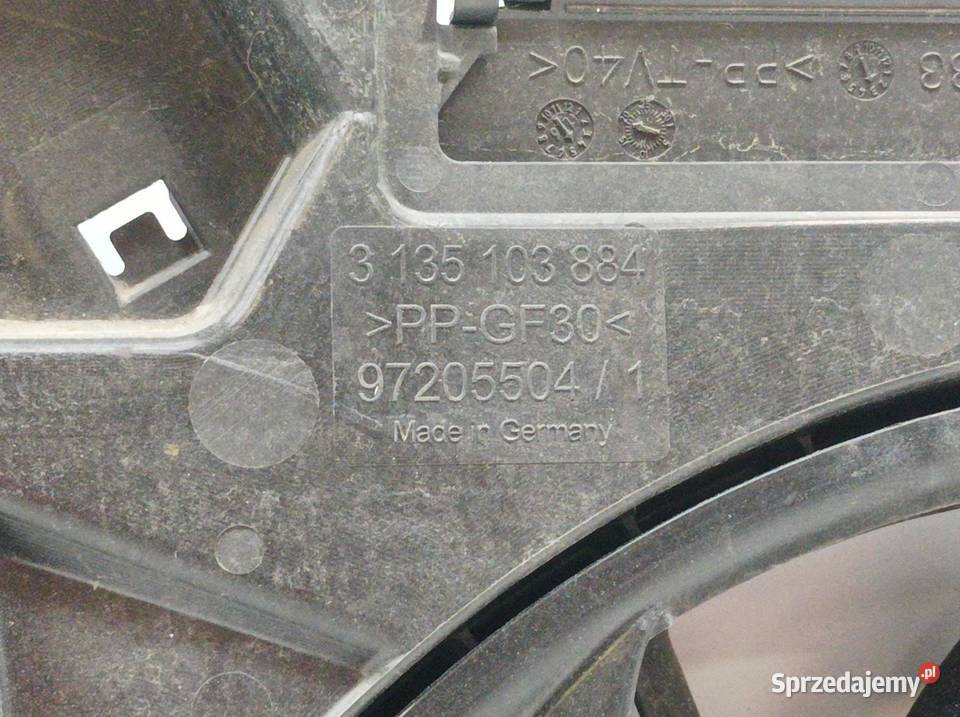 >PP-TV40<
3 135 103 884
>PP-GF30<
97205504 / 1
Made in Germany
Sprzedajemy.pl